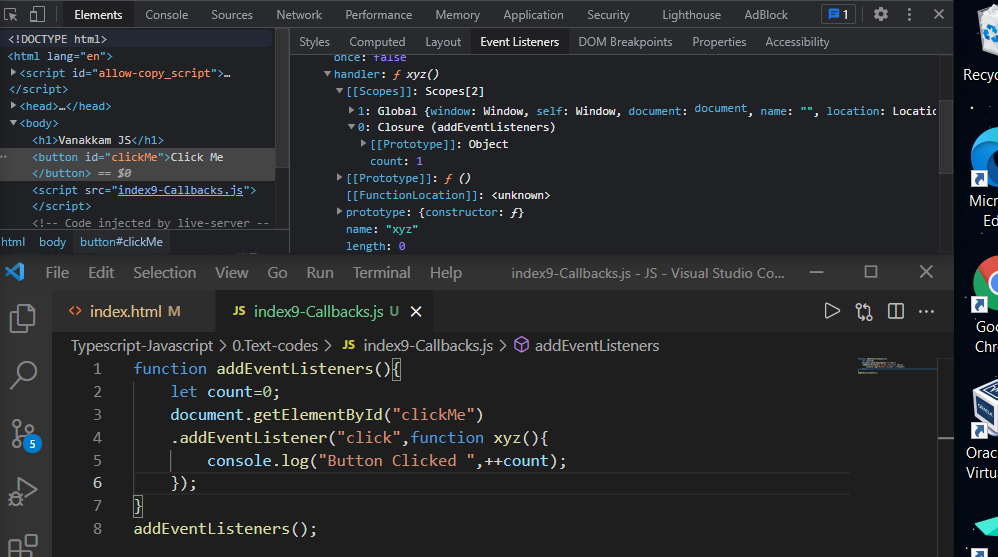 Elements Console Sources Network Performance Memory Application Security Lighthouse AdBlock 1
Styles Computed Layout Event Listeners DOM Breakpoints Properties Accessibility
<!DOCTYPE html>
<html lang="en">
<script id="allow-copy_script">…
</script>
<head>…</head>
<body>
<h1>Vanakkam JS</h1>
<button id="clickMe">Click Me
</button> == $0
<script src="index9-Callbacks.js">
</script>
<!-- Code injected by live-server --
html body button#clickMe
once: false
handler: ƒ xyz()
[[Scopes]]: Scopes[2]
1: Global {window: Window, self: Window, document: document, name: "", location: Locatio
0: Closure (addEventListeners)
[[Prototype]]: Object
count: 1
[[Prototype]]: ƒ ()
[[FunctionLocation]]: <unknown>
prototype: {constructor: ƒ}
name: "xyz"
length: 0
File Edit Selection View Go Run Terminal Help index9-Callbacks.js - JS - Visual Studio Co...
<> index.html M JS index9-Callbacks.js U
Typescript-Javascript > 0.Text-codes > JS index9-Callbacks.js > addEventListeners
1 function addEventListeners(){
2 let count=0;
3 document.getElementById("clickMe")
4 .addEventListener("click",function xyz(){
5 console.log("Button Clicked ",++count);
6 });
7 }
8 addEventListeners();
5
Recyc
Micr
E
Goo
Chr
ORACLE
Orac
Virtu